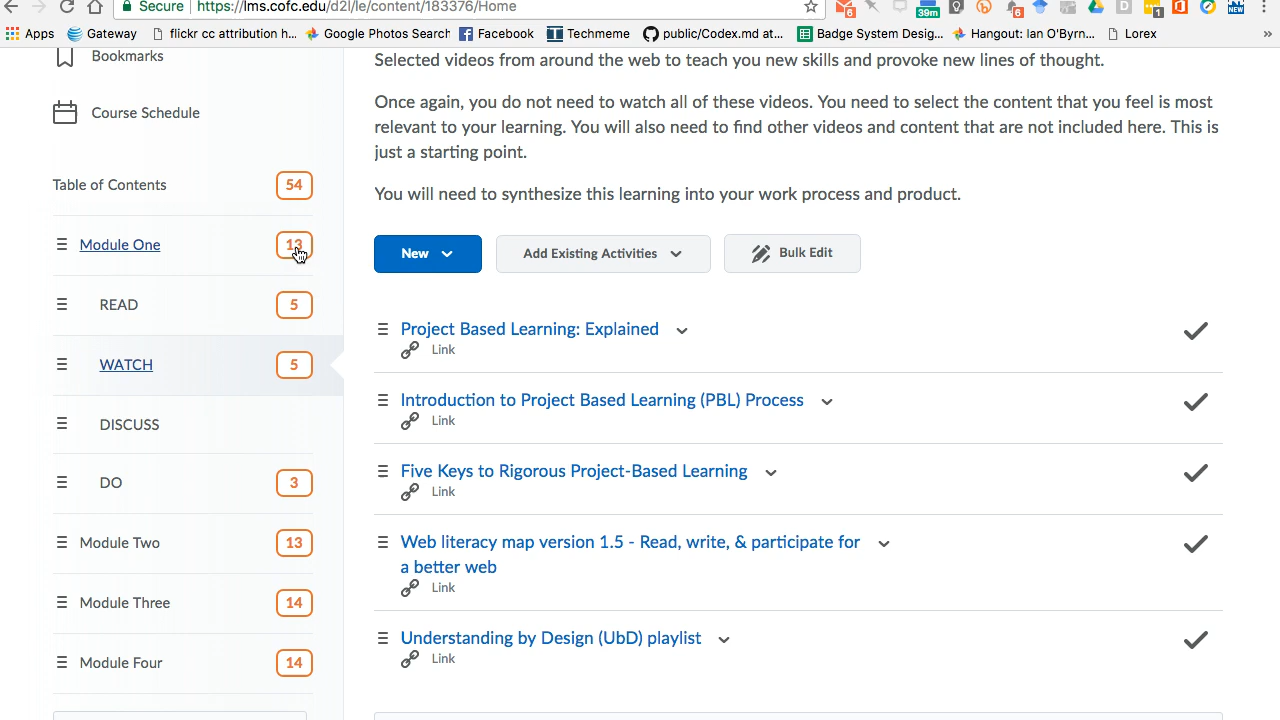 Secure https://lms.cofc.edu/d2l/le/content/183376/Home
6 39m 6 1 NEW
Apps Gateway flickr cc attribution h... Google Photos Search Facebook Techmeme public/Codex.md at... Badge System Desig... Hangout: Ian O'Byrn... Lorex »
Bookmarks
Course Schedule
Table of Contents 54
Module One 13
READ 5
WATCH 5
DISCUSS
DO 3
Module Two 13
Module Three 14
Module Four 14
Selected videos from around the web to teach you new skills and provoke new lines of thought.
Once again, you do not need to watch all of these videos. You need to select the content that you feel is most
relevant to your learning. You will also need to find other videos and content that are not included here. This is
just a starting point.
You will need to synthesize this learning into your work process and product.
New Add Existing Activities Bulk Edit
Project Based Learning: Explained
Link
Introduction to Project Based Learning (PBL) Process
Link
Five Keys to Rigorous Project-Based Learning
Link
Web literacy map version 1.5 - Read, write, & participate for
a better web
Link
Understanding by Design (UbD) playlist
Link